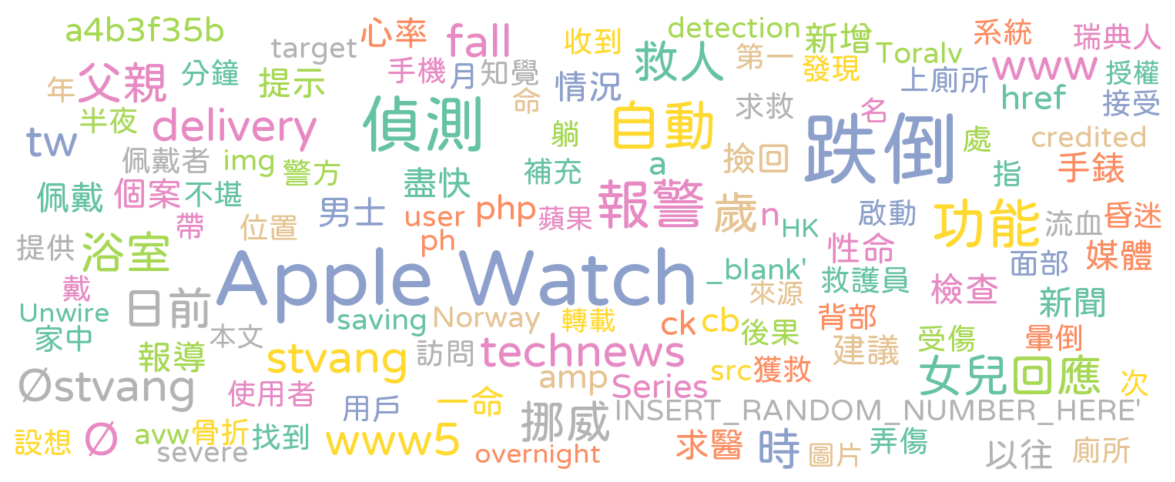 a4b3f35b target 心率 fall 收到 detection 新增 Toralv 系統 瑞典人
年 父親 分鐘 提示 手機 月 知覺 命 情況 救人 第一 發現 上廁所 www 授權
tw 半夜 delivery 偵測 躺 自動 求救 跌倒 名 href 接受
佩戴者 img 警方 盡快 補充 a 撿回 處 credited
佩戴 個案 不堪 男士 user php 蘋果 報警 歲 n HK 啟動 功能 指 手錶
提供 浴室 帶 位置 ph Apple Watch _blank' 性命 流血 昏迷
戴 日前 來源 救護員 檢查 面部 媒體
Unwire 家中 本文 saving Norway 轉載 ck cb 後果 背部 受傷 新聞 暈倒
報導 stvang 訪問 technews 建議
Østvang 使用者 amp Series src 獲救 女兒 回應 次
用戶 一命 挪威 INSERT_RANDOM_NUMBER_HERE'
設想 Ø avw 骨折 找到 www5 求醫 時 圖片 弄傷 以往 廁所
severe overnight